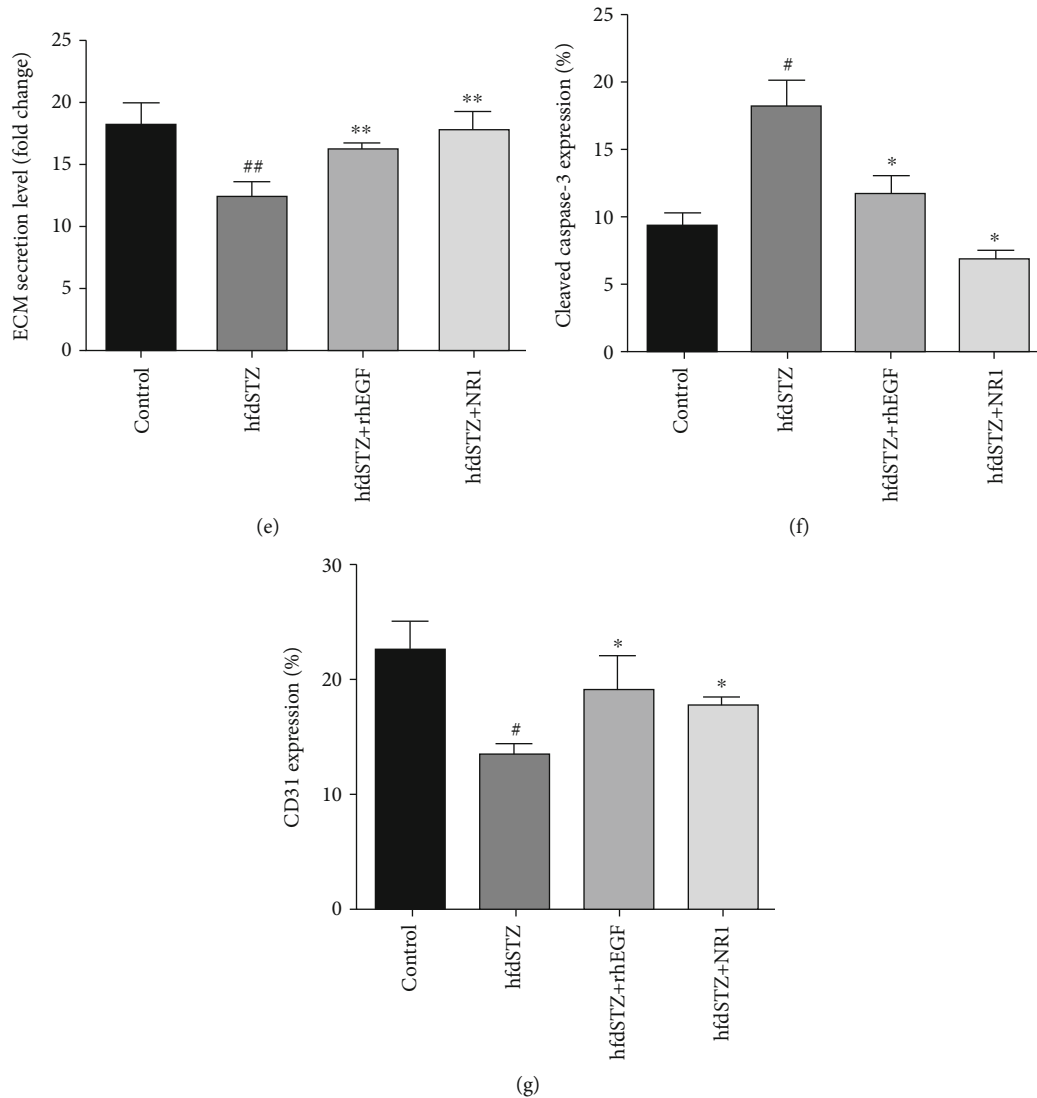 ECM secretion level (fold change)
25
20
15
10
5
0
**
**
##
Control
hfdSTZ
hfdSTZ+rhEGF
hfdSTZ+NR1
(e)
Cleaved caspase-3 expression (%)
25
20
15
10
5
0
#
*
*
Control
hfdSTZ
hfdSTZ+rhEGF
hfdSTZ+NR1
(f)
CD31 expression (%)
30
20
10
0
#
*
*
Control
hfdSTZ
hfdSTZ+rhEGF
hfdSTZ+NR1
(g)